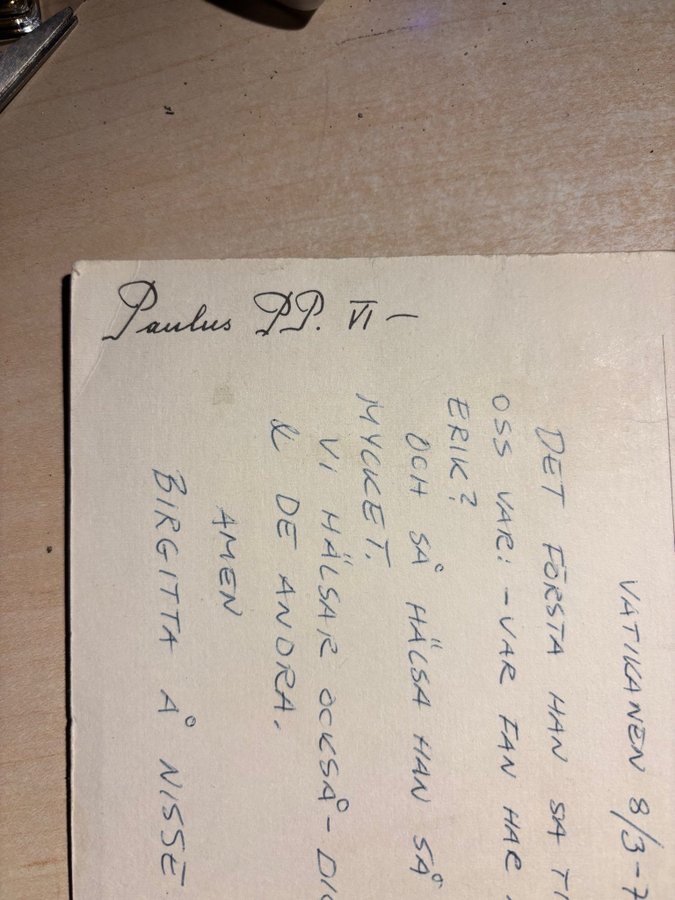 Paulus PP. VI —
VATIKANEN 8/3-7
DET FÖRSTA HAN SA TI
OSS VAR: - VAR FAN HAR
ERIK?
OCH SÅ HÄLSA HAN SÅ
MYCKET.
VI HÄLSAR OCKSÅ - DIG
& DE ANDRA.
AMEN
BIRGITTA Å NISSE